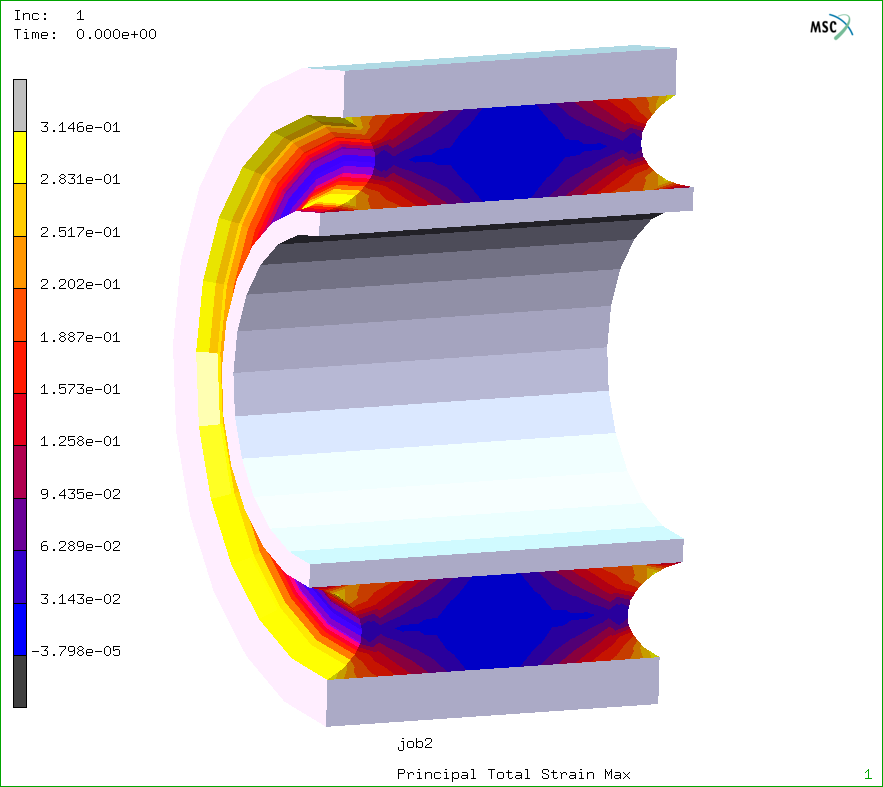 Inc: 1
Time: 0.000e+00
MSC
3.146e-01
2.831e-01
2.517e-01
2.202e-01
1.887e-01
1.573e-01
1.258e-01
9.435e-02
6.289e-02
3.143e-02
-3.798e-05
job2
Principal Total Strain Max
1